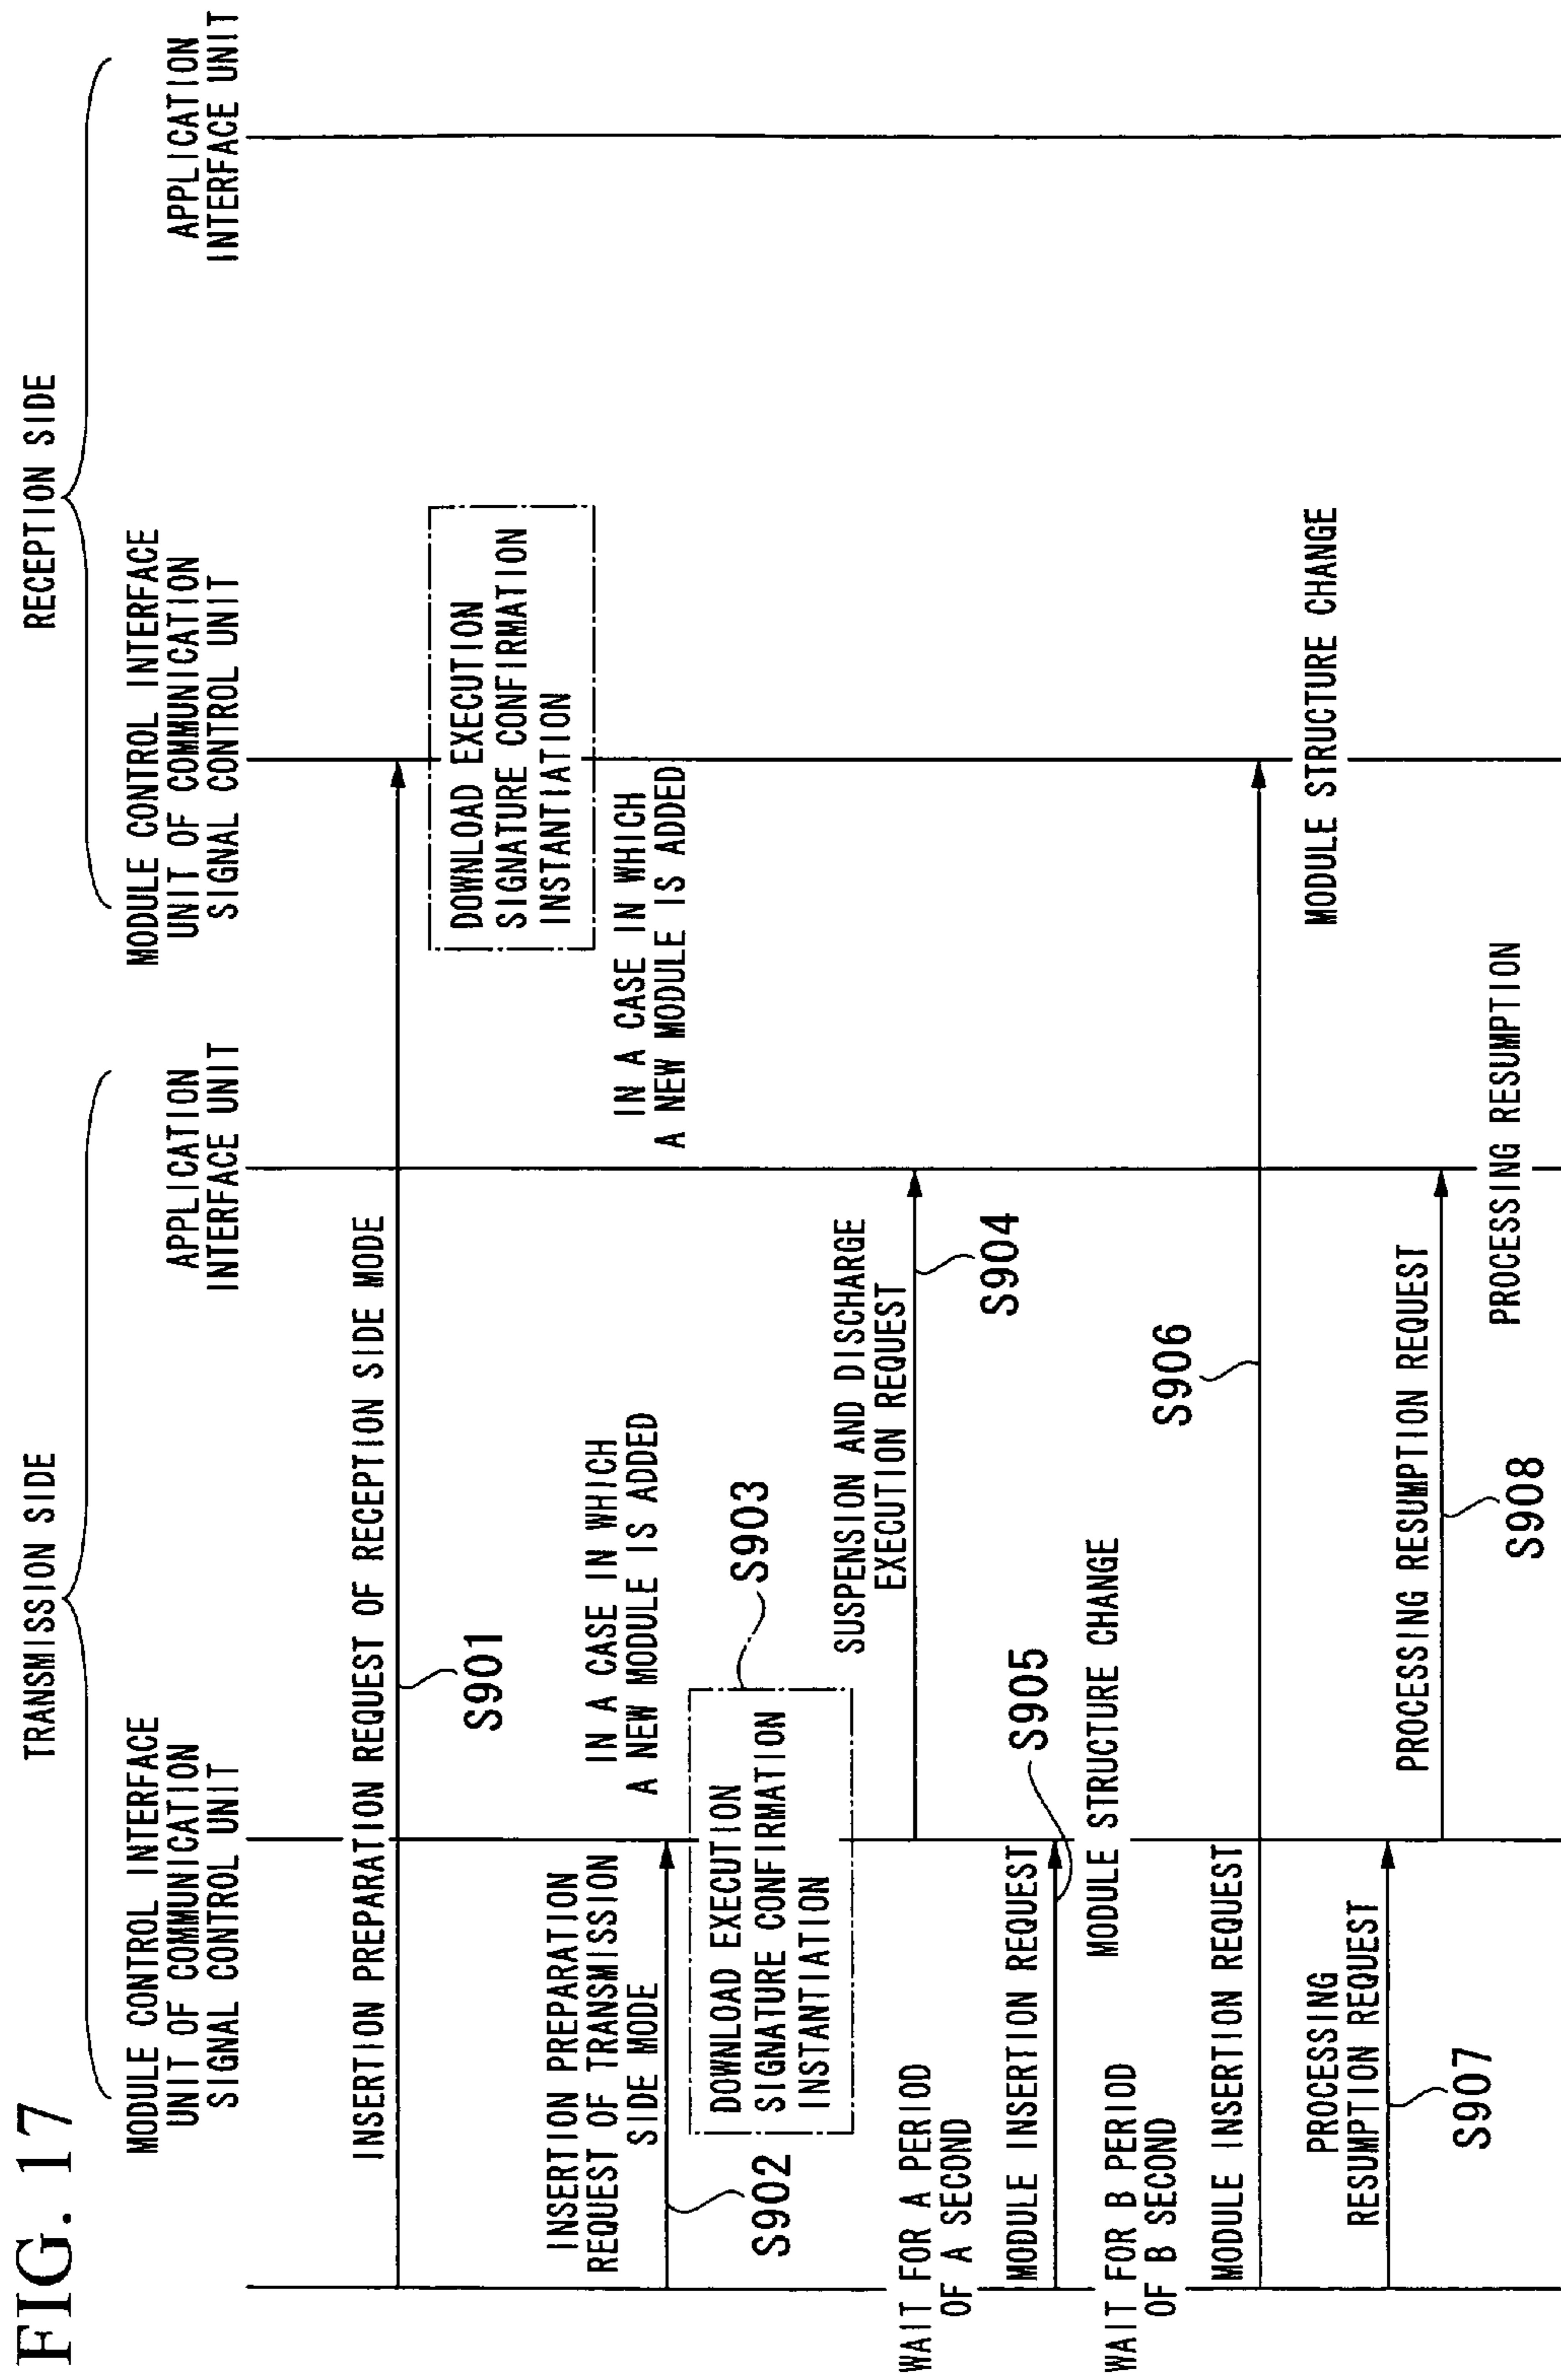 FIG. 17
TRANSMISSION SIDE
RECEPTION SIDE
MODULE CONTROL INTERFACE
UNIT OF COMMUNICATION
SIGNAL CONTROL UNIT
APPLICATION
INTERFACE UNIT
MODULE CONTROL INTERFACE
UNIT OF COMMUNICATION
SIGNAL CONTROL UNIT
APPLICATION
INTERFACE UNIT
INSERTION PREPARATION REQUEST OF RECEPTION SIDE MODE
S901
DOWNLOAD EXECUTION
SIGNATURE CONFIRMATION
INSTANTIATION
IN A CASE IN WHICH
A NEW MODULE IS ADDED
INSERTION PREPARATION
REQUEST OF TRANSMISSION
SIDE MODE
S902
IN A CASE IN WHICH
A NEW MODULE IS ADDED
S903
DOWNLOAD EXECUTION
SIGNATURE CONFIRMATION
INSTANTIATION
SUSPENSION AND DISCHARGE
EXECUTION REQUEST
S904
WAIT FOR A PERIOD
OF A SECOND
MODULE INSERTION REQUEST
S905
MODULE STRUCTURE CHANGE
WAIT FOR B PERIOD
OF B SECOND
MODULE INSERTION REQUEST
S906
MODULE STRUCTURE CHANGE
PROCESSING
RESUMPTION REQUEST
S907
PROCESSING RESUMPTION REQUEST
S908
PROCESSING RESUMPTION